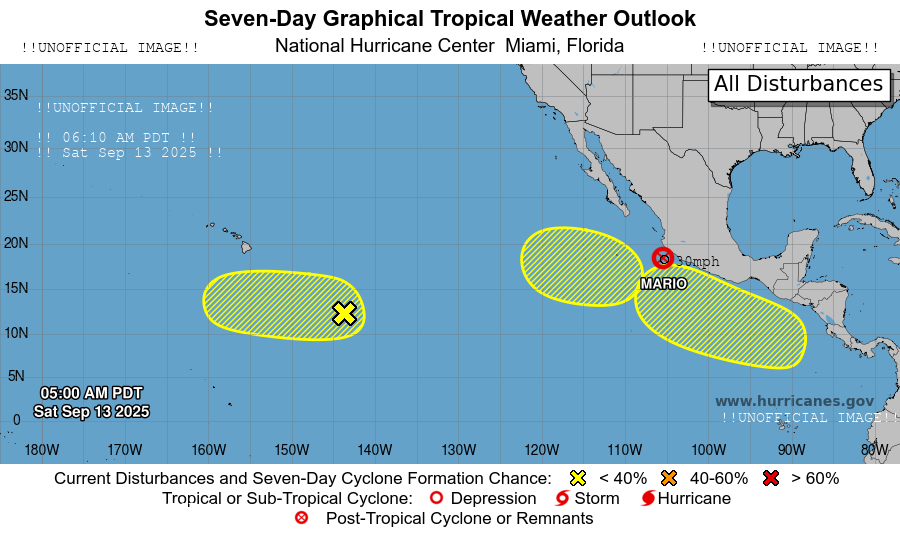 Seven-Day Graphical Tropical Weather Outlook
!!UNOFFICIAL IMAGE!! National Hurricane Center Miami, Florida !!UNOFFICIAL IMAGE!!
All Disturbances
35N
!!UNOFFICIAL IMAGE!!
!! 06:10 AM PDT !!
30N
!! Sat Sep 13 2025 !!
25N
20N
30mph
MARIO
15N
10N
5N
05:00 AM PDT
Sat Sep 13 2025
www.hurricanes.gov
!!UNOFFICIAL IMAGE!!
0
180W 170W 160W 150W 140W 130W 120W 110W 100W 90W 80W
Current Disturbances and Seven-Day Cyclone Formation Chance: < 40% 40-60% > 60%
Tropical or Sub-Tropical Cyclone: Depression Storm Hurricane
Post-Tropical Cyclone or Remnants